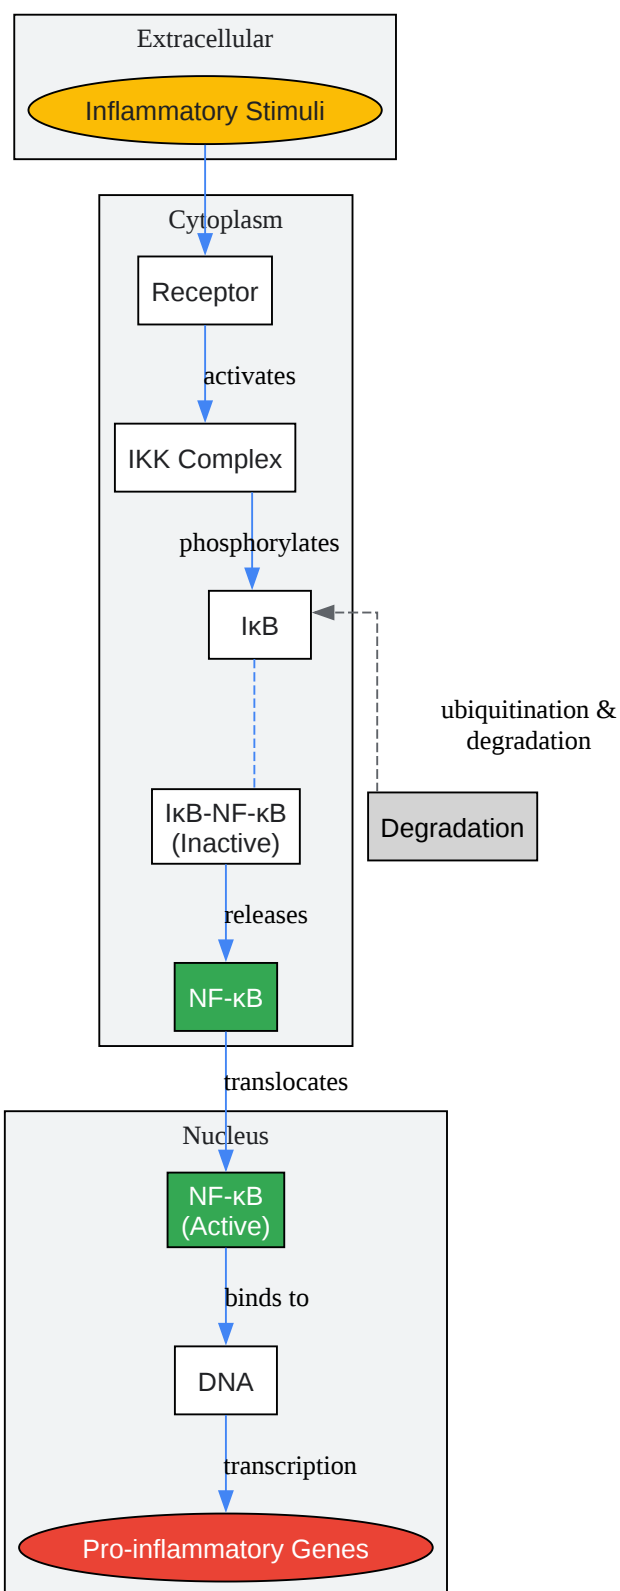 Extracellular
Inflammatory Stimuli
Cytoplasm
Receptor
activates
IKK Complex
phosphorylates
IκB
ubiquitination &
degradation
IκB-NF-κB
(Inactive)
Degradation
releases
NF-κB
translocates
Nucleus
NF-κB
(Active)
binds to
DNA
transcription
Pro-inflammatory Genes